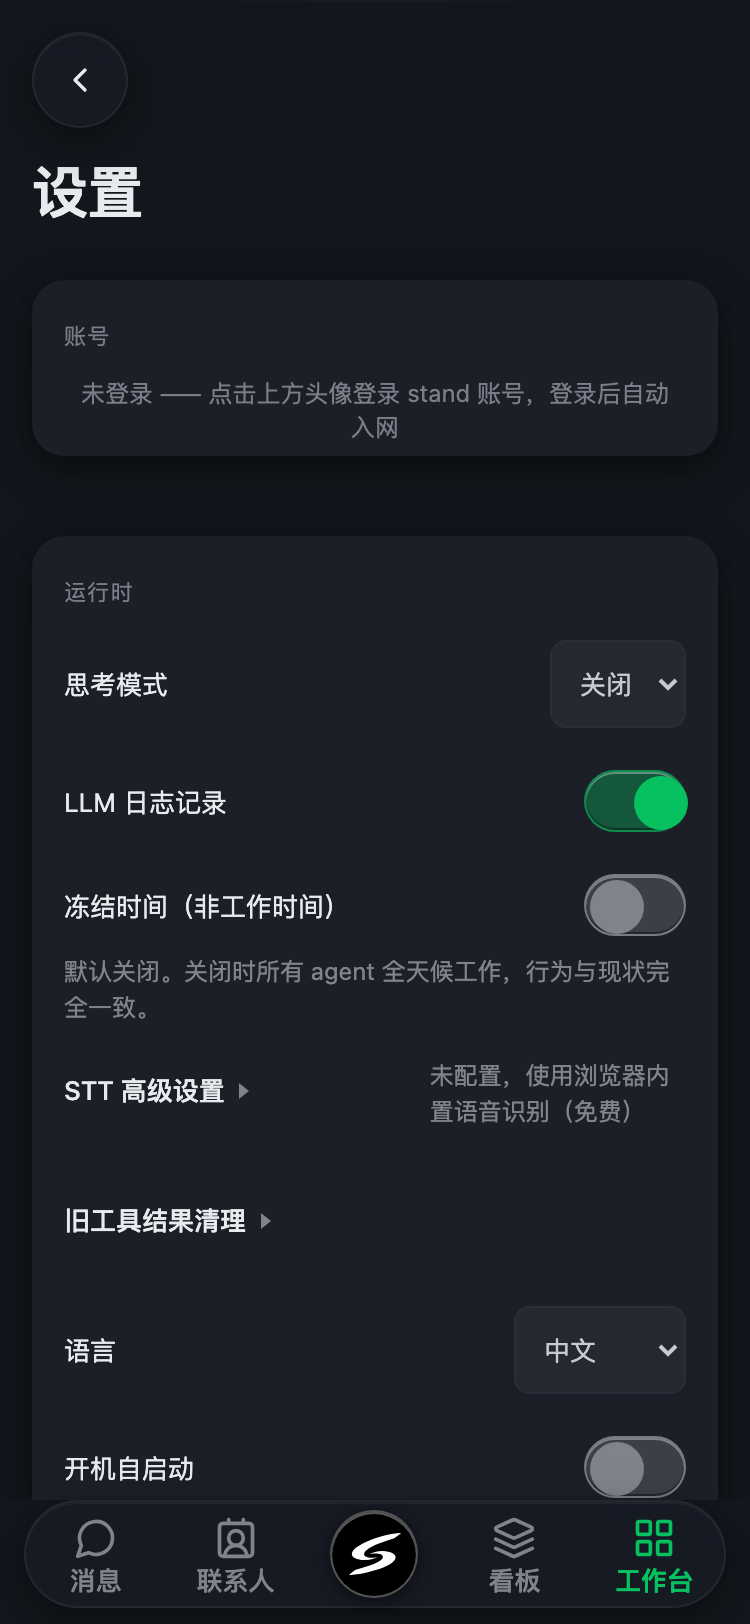 设置
账号
未登录 —— 点击上方头像登录 stand 账号，登录后自动
入网
运行时
思考模式
关闭
LLM 日志记录
冻结时间（非工作时间）
默认关闭。关闭时所有 agent 全天候工作，行为与现状完
全一致。
STT 高级设置
未配置，使用浏览器内
置语音识别（免费）
旧工具结果清理
语言
中文
开机自启动
消息
联系人
看板
工作台